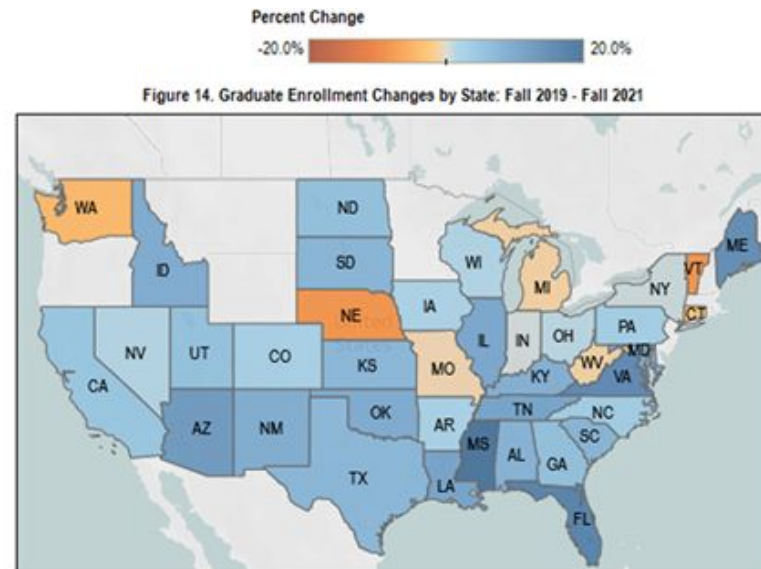 Percent Change
-20.0% 20.0%
Figure 14. Graduate Enrollment Changes by State: Fall 2019 - Fall 2021
WA
ND
ME
ID
SD
WI
MI
VT
NY
CT
NE
IA
PA
NV
UT
CO
IL
IN
OH
MD
CA
KS
MO
WV
VA
KY
AZ
NM
OK
AR
TN
NC
SC
TX
LA
MS
AL
GA
FL